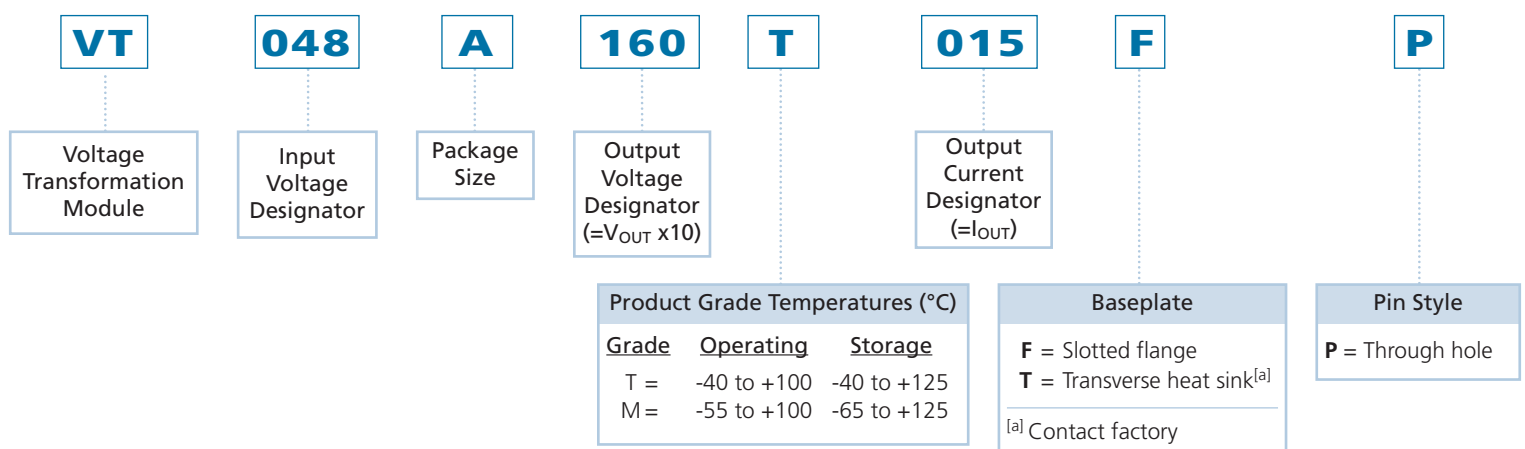 VT 048 A 160 T 015 F P
Voltage
Transformation
Module
Input
Voltage
Designator
Package
Size
Output
Voltage
Designator
(=VOUT x10)
Output
Current
Designator
(=IOUT)
Product Grade Temperatures (°C)
Grade Operating Storage
T = -40 to +100 -40 to +125
M = -55 to +100 -65 to +125
Baseplate
F = Slotted flange
T = Transverse heat sink[a]
[a] Contact factory
Pin Style
P = Through hole